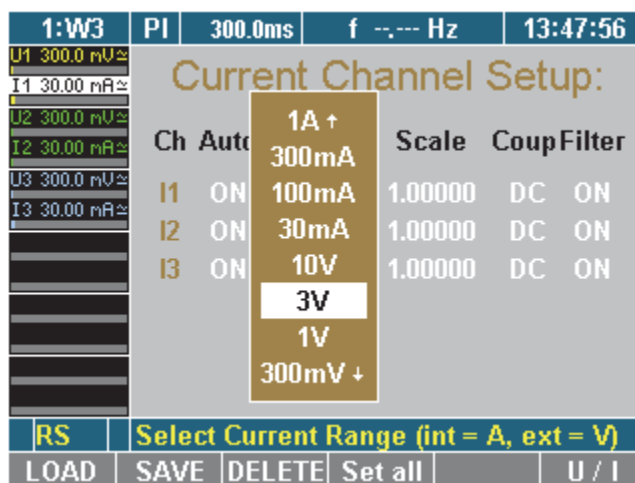 1:W3 PI 300.0ms f --.--- Hz 13:47:56
U1 300.0 mV≃
I1 30.00 mA≃
U2 300.0 mV≃
I2 30.00 mA≃
U3 300.0 mV≃
I3 30.00 mA≃
Current Channel Setup:
Ch Auto Scale Coup Filter
I1 ON 1.00000 DC ON
I2 ON 1.00000 DC ON
I3 ON 1.00000 DC ON
1A ↑
300mA
100mA
30mA
10V
3V
1V
300mV ↓
RS Select Current Range (int = A, ext = V)
LOAD SAVE DELETE Set all U / I